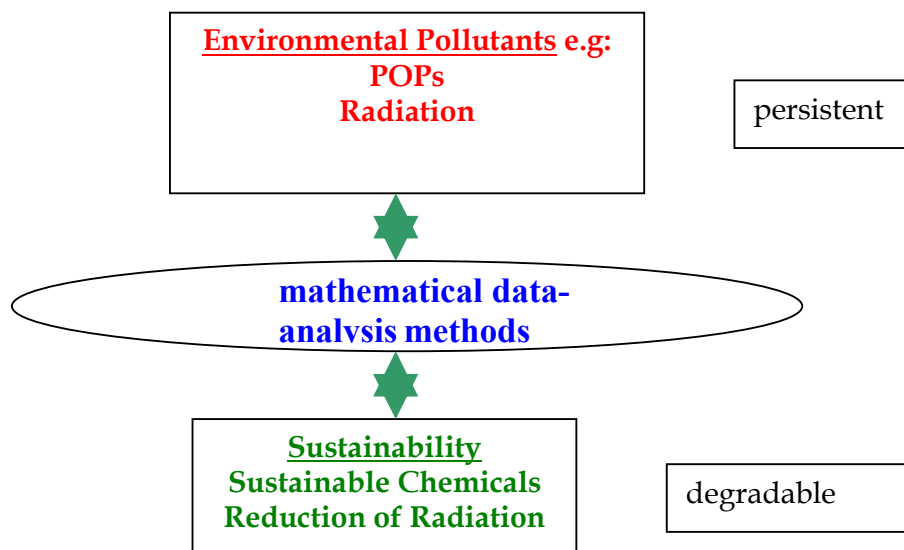 Environmental Pollutants e.g:
POPs
Radiation
persistent
mathematical data-
analysis methods
Sustainability
Sustainable Chemicals
Reduction of Radiation
degradable